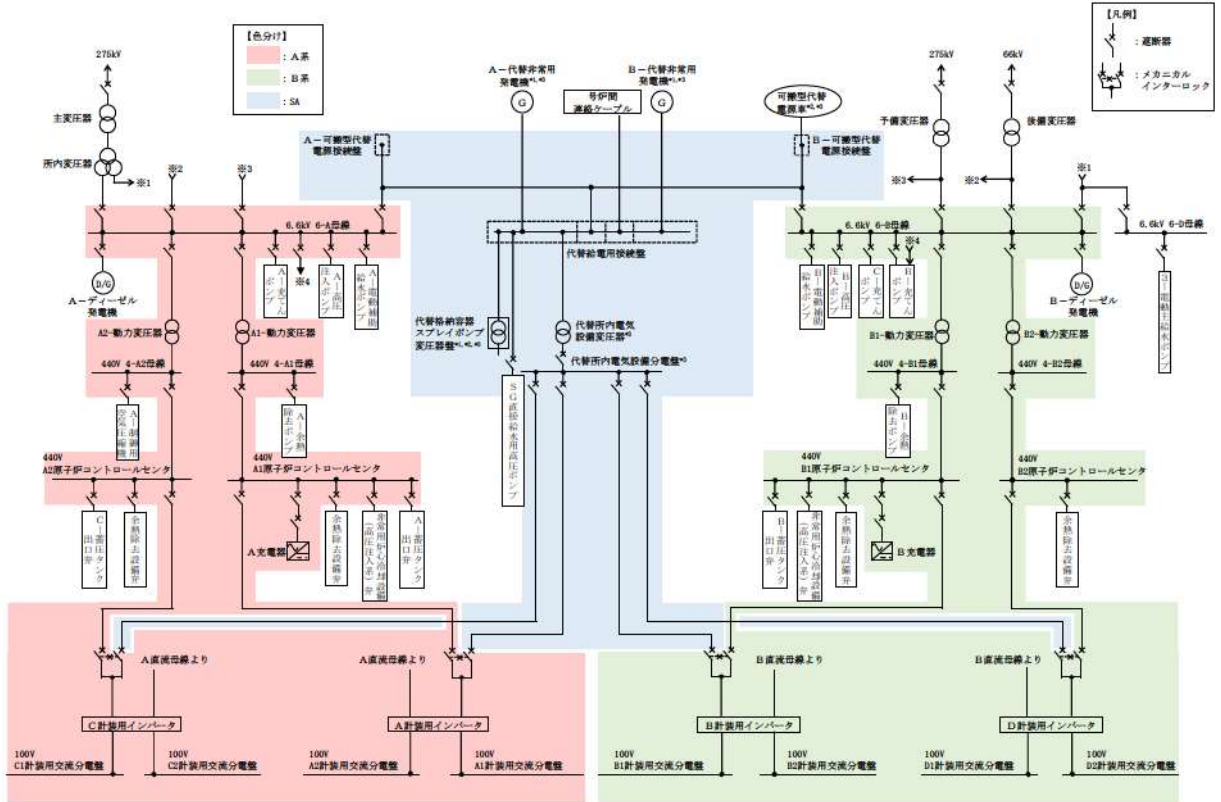 【色分け】
：A系
：B系
：SA
【凡例】
：遮断器
：メカニカル
インターロック
275kV
主変圧器
所内変圧器
※1
※2
※3
A－代替非常用
発電機*1,*3
G
号炉間
連絡ケーブル
B－代替非常用
発電機*1,*3
G
可搬型代替
電源車*2,*3
A－可搬型代替
電源接続盤
B－可搬型代替
電源接続盤
275kV
予備変圧器
※3
66kV
後備変圧器
※2
※1
6.6kV 6-A母線
代替給電用接続盤
6.6kV 6-B母線
6.6kV 6-D母線
D/G
A－ディーゼル
発電機
A－充てん
ポンプ
※4
A－高圧
注入ポンプ
A－電動補助
給水ポンプ
B－電動補助
給水ポンプ
B－高圧
注入ポンプ
C－充てん
ポンプ
※4
B－充てん
ポンプ
D/G
B－ディーゼル
発電機
3－電動主給水ポンプ
A2-動力変圧器
A1-動力変圧器
代替格納容器
スプレイポンプ
変圧器盤*1,*2,*3
代替所内電気
設備変圧器*3
代替所内電気設備分電盤*3
B1-動力変圧器
B2-動力変圧器
440V 4-A2母線
440V 4-A1母線
440V 4-B1母線
440V 4-B2母線
A－制御用
空気圧縮機
A－余熱
除去ポンプ
SG直接給水用高圧ポンプ
B－余熱
除去ポンプ
440V
A2原子炉コントロールセンタ
440V
A1原子炉コントロールセンタ
440V
B1原子炉コントロールセンタ
440V
B2原子炉コントロールセンタ
C－蓄圧タンク
出口弁
余熱除去設備弁
A充電器
余熱除去設備弁
非常用炉心冷却設備
（高圧注入系）弁
A－蓄圧タンク
出口弁
B－蓄圧タンク
出口弁
非常用炉心冷却設備
（高圧注入系）弁
余熱除去設備弁
B充電器
余熱除去設備弁
A直流母線より
A直流母線より
B直流母線より
B直流母線より
C計装用インバータ
A計装用インバータ
B計装用インバータ
D計装用インバータ
100V
C1計装用交流分電盤
100V
C2計装用交流分電盤
100V
A2計装用交流分電盤
100V
A1計装用交流分電盤
100V
B1計装用交流分電盤
100V
B2計装用交流分電盤
100V
D1計装用交流分電盤
100V
D2計装用交流分電盤